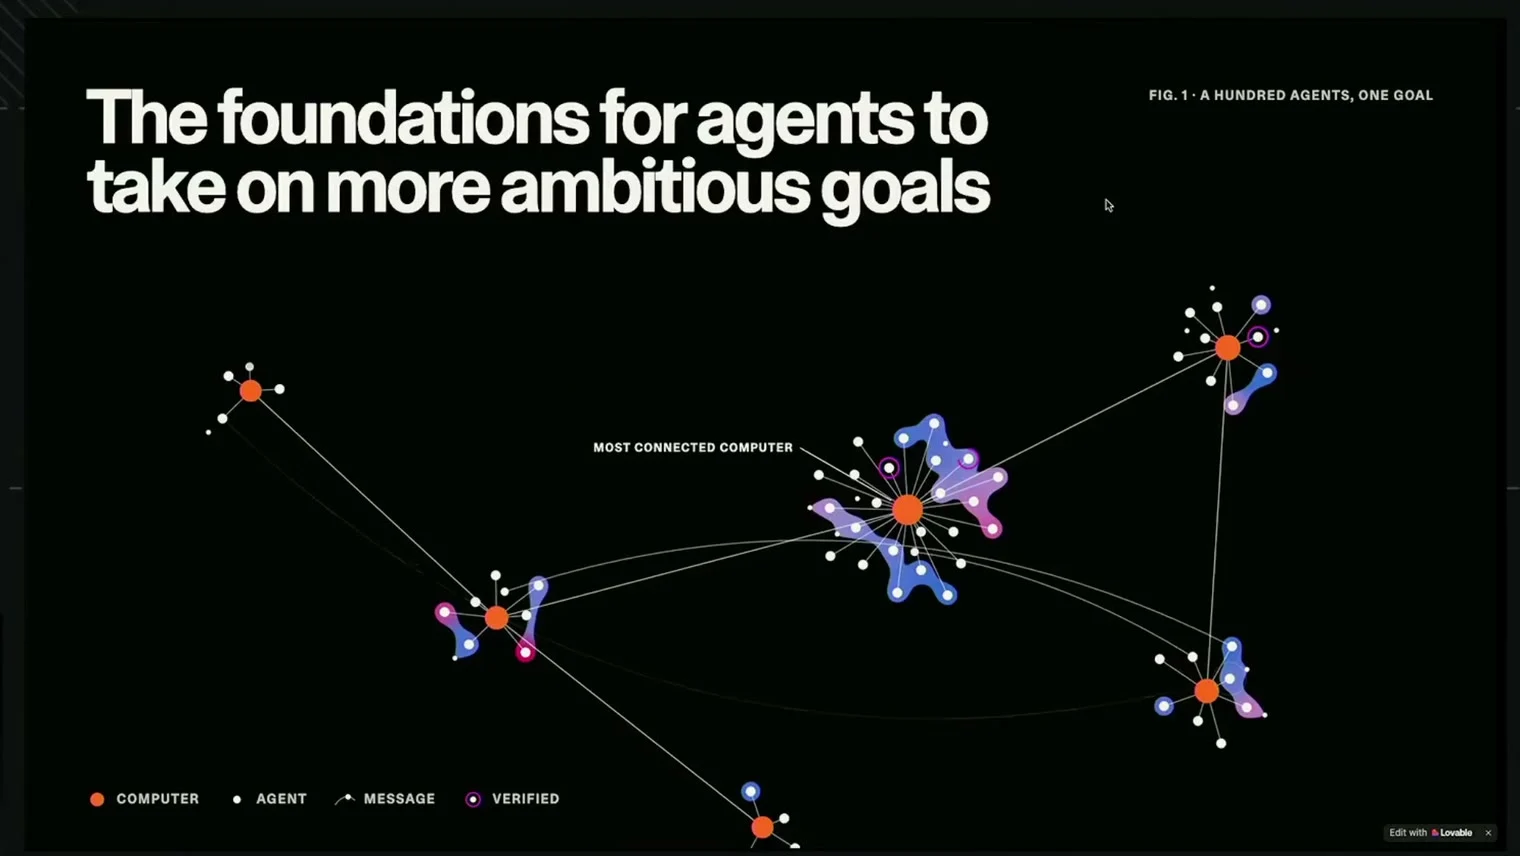 The foundations for agents to
take on more ambitious goals
FIG. 1 · A HUNDRED AGENTS, ONE GOAL
MOST CONNECTED COMPUTER
COMPUTER
AGENT
MESSAGE
VERIFIED
Edit with Lovable ×